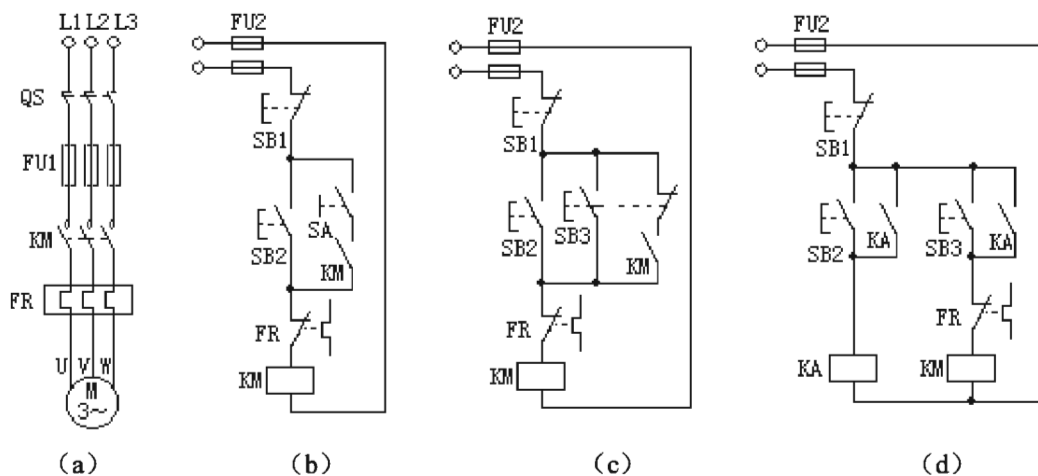 L1 L2 L3
QS
FU1
KM
FR
U V W
M
3~
(a)
FU2
SB1
SB2
SA
KM
FR
KM
(b)
FU2
SB1
SB2
SB3
KM
FR
KM
(c)
FU2
SB1
SB2
KA
SB3
KA
FR
KA
KM
(d)